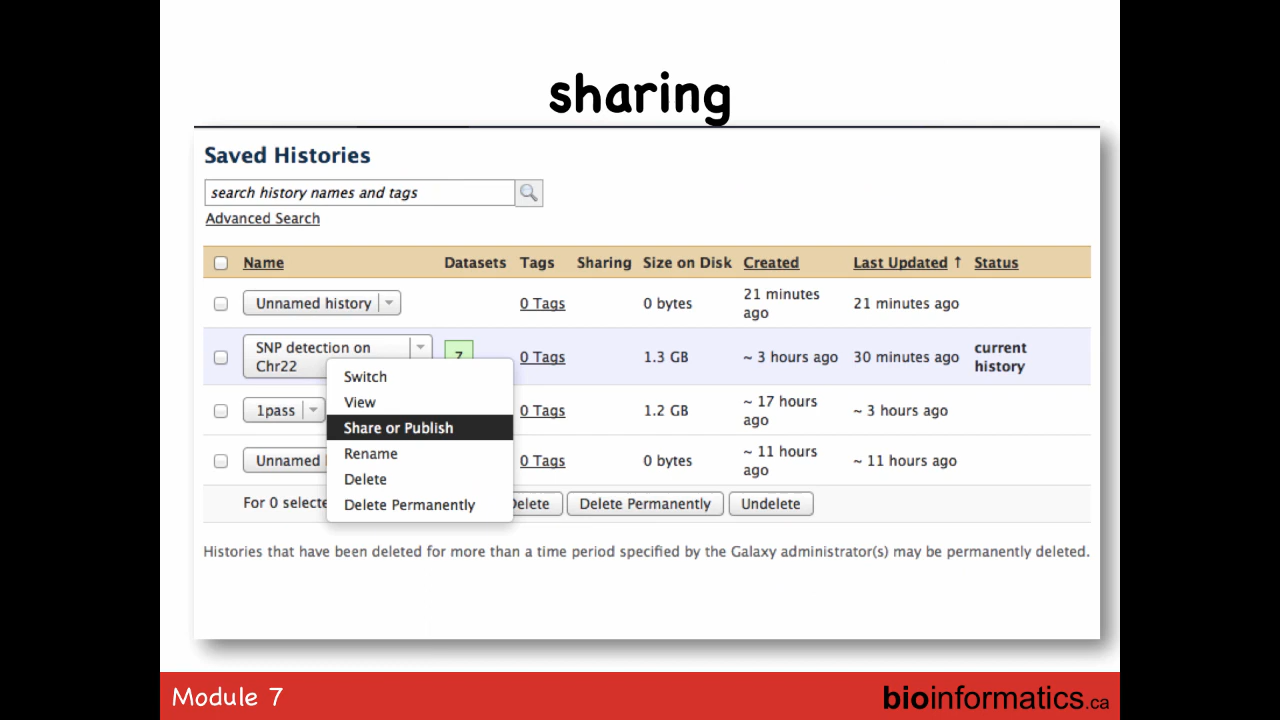 sharing
Saved Histories
search history names and tags
Advanced Search
Name Datasets Tags Sharing Size on Disk Created Last Updated ↑ Status
Unnamed history 0 Tags 0 bytes 21 minutes ago 21 minutes ago
SNP detection on Chr22 7 0 Tags 1.3 GB ~ 3 hours ago 30 minutes ago current history
Switch
View
1pass 0 Tags 1.2 GB ~ 17 hours ago ~ 3 hours ago
Share or Publish
Rename
Unnamed 0 Tags 0 bytes ~ 11 hours ago ~ 11 hours ago
Delete
Delete Permanently
For 0 selecte Delete Delete Permanently Undelete
Histories that have been deleted for more than a time period specified by the Galaxy administrator(s) may be permanently deleted.
Module 7
bioinformatics.ca